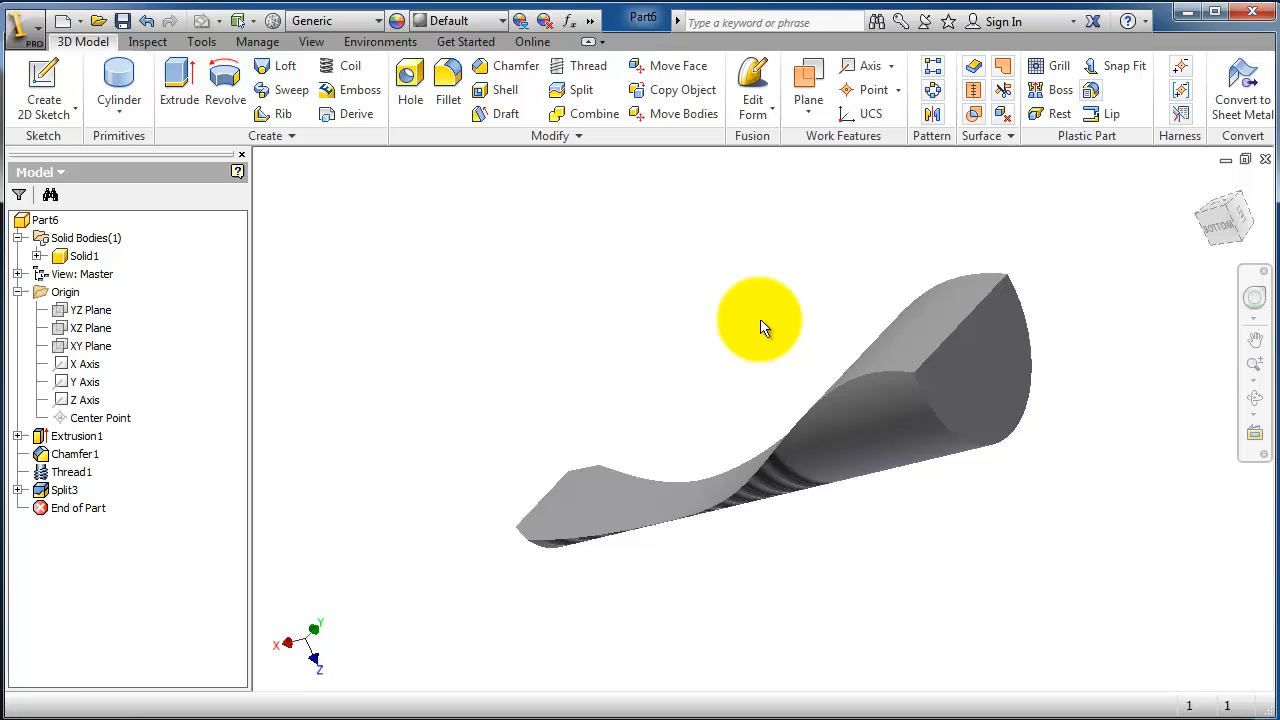 PRO
Generic
Default
fx
Part6
Type a keyword or phrase
Sign In
3D Model
Inspect
Tools
Manage
View
Environments
Get Started
Online
Create
2D Sketch
Sketch
Cylinder
Primitives
Extrude
Revolve
Loft
Sweep
Rib
Coil
Emboss
Derive
Create
Hole
Fillet
Chamfer
Shell
Draft
Thread
Split
Combine
Move Face
Copy Object
Move Bodies
Modify
Edit
Form
Fusion
Plane
Axis
Point
UCS
Work Features
Pattern
Surface
Grill
Boss
Rest
Snap Fit
Lip
Plastic Part
Harness
Convert to
Sheet Metal
Convert
Model
Part6
Solid Bodies(1)
Solid1
View: Master
Origin
YZ Plane
XZ Plane
XY Plane
X Axis
Y Axis
Z Axis
Center Point
Extrusion1
Chamfer1
Thread1
Split3
End of Part
BOTTOM
X
Y
Z
1
1